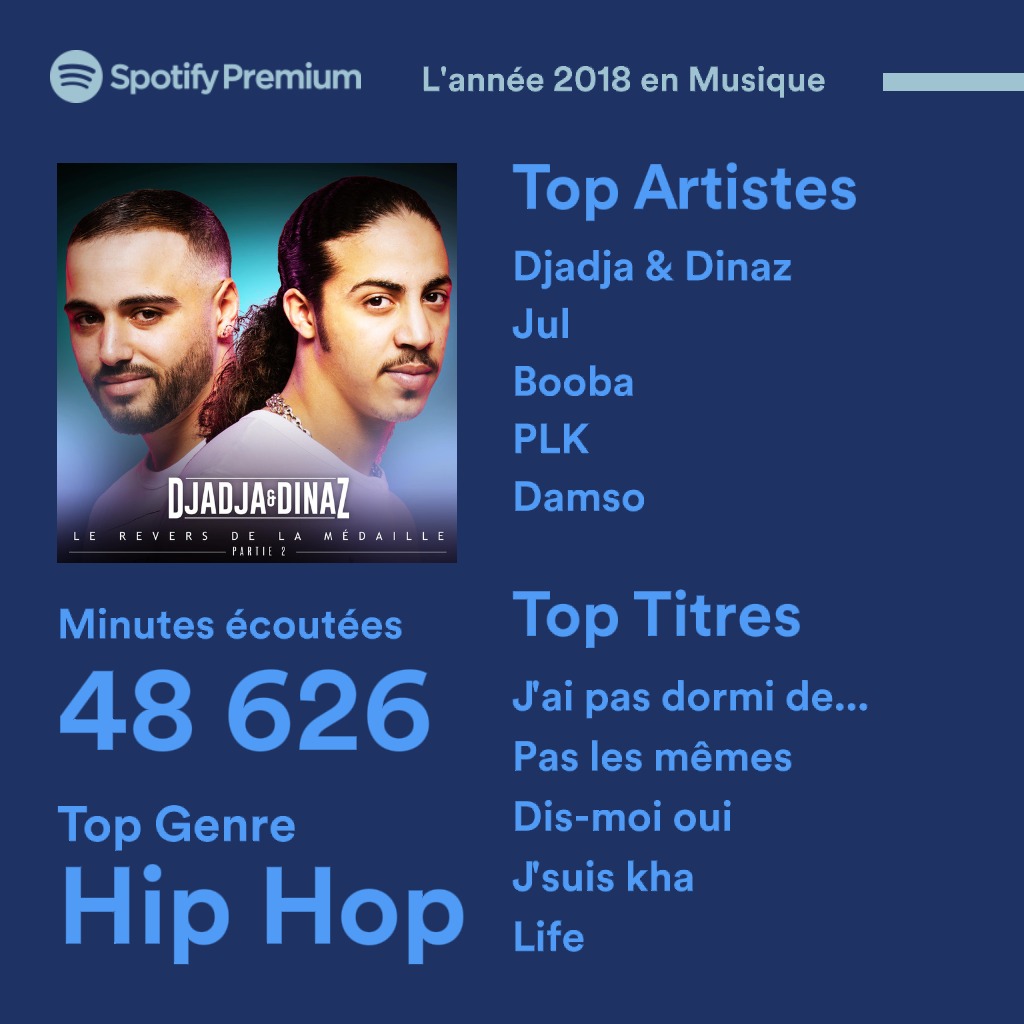 Spotify Premium
L'année 2018 en Musique
DJADJA & DINAZ
LE REVERS DE LA MÉDAILLE
PARTIE 2
Minutes écoutées
48 626
Top Genre
Hip Hop
Top Artistes
Djadja & Dinaz
Jul
Booba
PLK
Damso
Top Titres
J'ai pas dormi de...
Pas les mêmes
Dis-moi oui
J'suis kha
Life